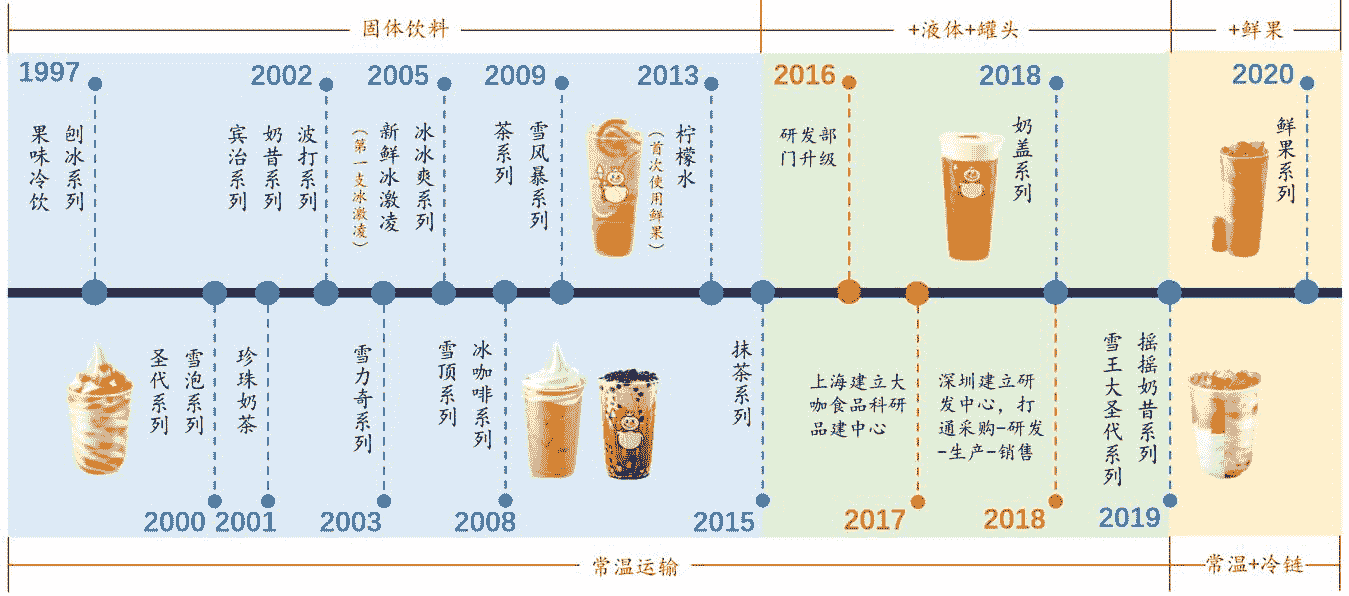 固体饮料
+液体+罐头
+鲜果
1997
2002
2005
2009
2013
2016
2018
2020
刨冰系列
果味冷饮
波打系列
奶昔系列
宾治系列
冰冰爽系列
新鲜冰激凌
（第一支冰激凌）
雪风暴系列
茶系列
柠檬水
（首次使用鲜果）
研发部
门升级
奶盖系列
鲜果系列
雪泡系列
圣代系列
珍珠奶茶
雪力奇系列
冰咖啡系列
雪顶系列
抹茶系列
上海建立大
咖食品科研
品建中心
深圳建立研
发中心，打
通采购-研发
-生产-销售
摇摇奶昔系列
雪王大圣代系列
2000
2001
2003
2008
2015
2017
2018
2019
常温运输
常温+冷链